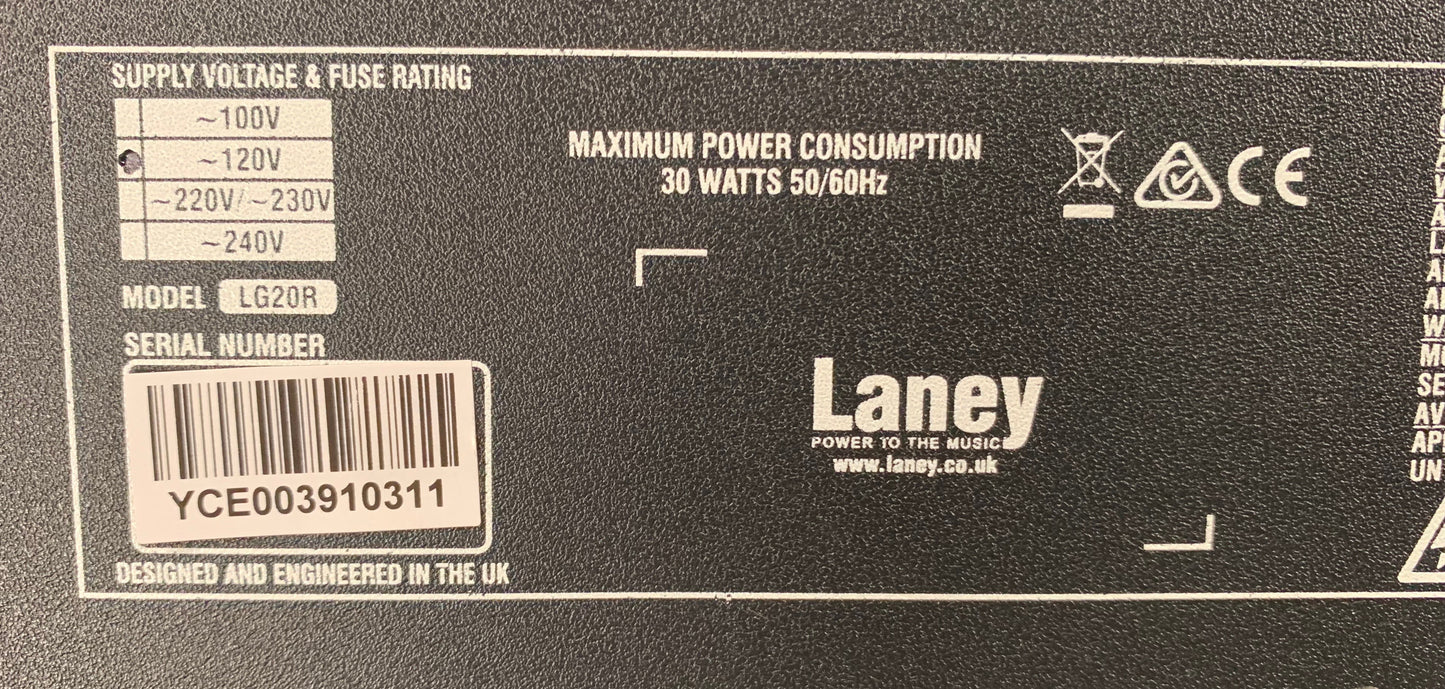 SUPPLY VOLTAGE & FUSE RATING
~100V
~120V
~220V/~230V
~240V
MODEL LG20R
SERIAL NUMBER
YCE003910311
DESIGNED AND ENGINEERED IN THE UK
MAXIMUM POWER CONSUMPTION
30 WATTS 50/60Hz
CE
Laney
POWER TO THE MUSIC
www.laney.co.uk